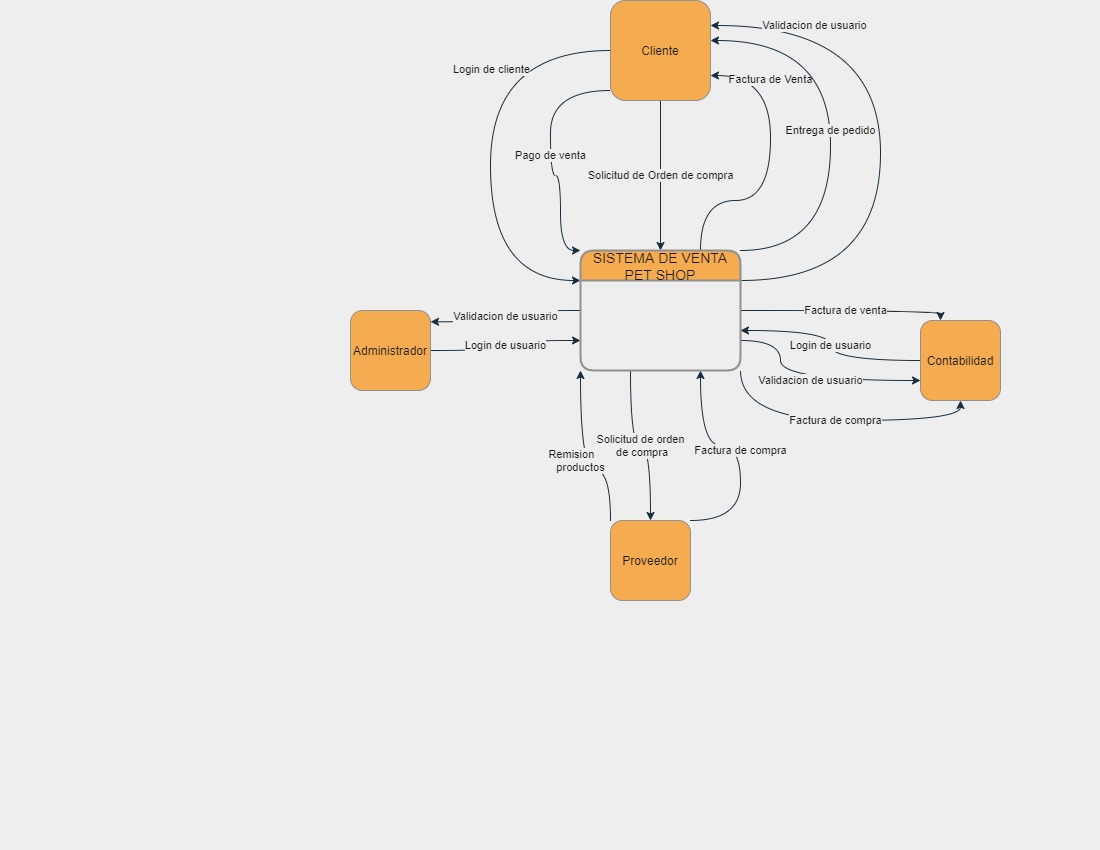 Validacion de usuario
Cliente
Login de cliente
Factura de Venta
Entrega de pedido
Pago de venta
Solicitud de Orden de compra
SISTEMA DE VENTA
PET SHOP
Validacion de usuario
Factura de venta
Login de usuario
Login de usuario
Administrador
Contabilidad
Validacion de usuario
Factura de compra
Solicitud de orden
de compra
Factura de compra
Remision
productos
Proveedor